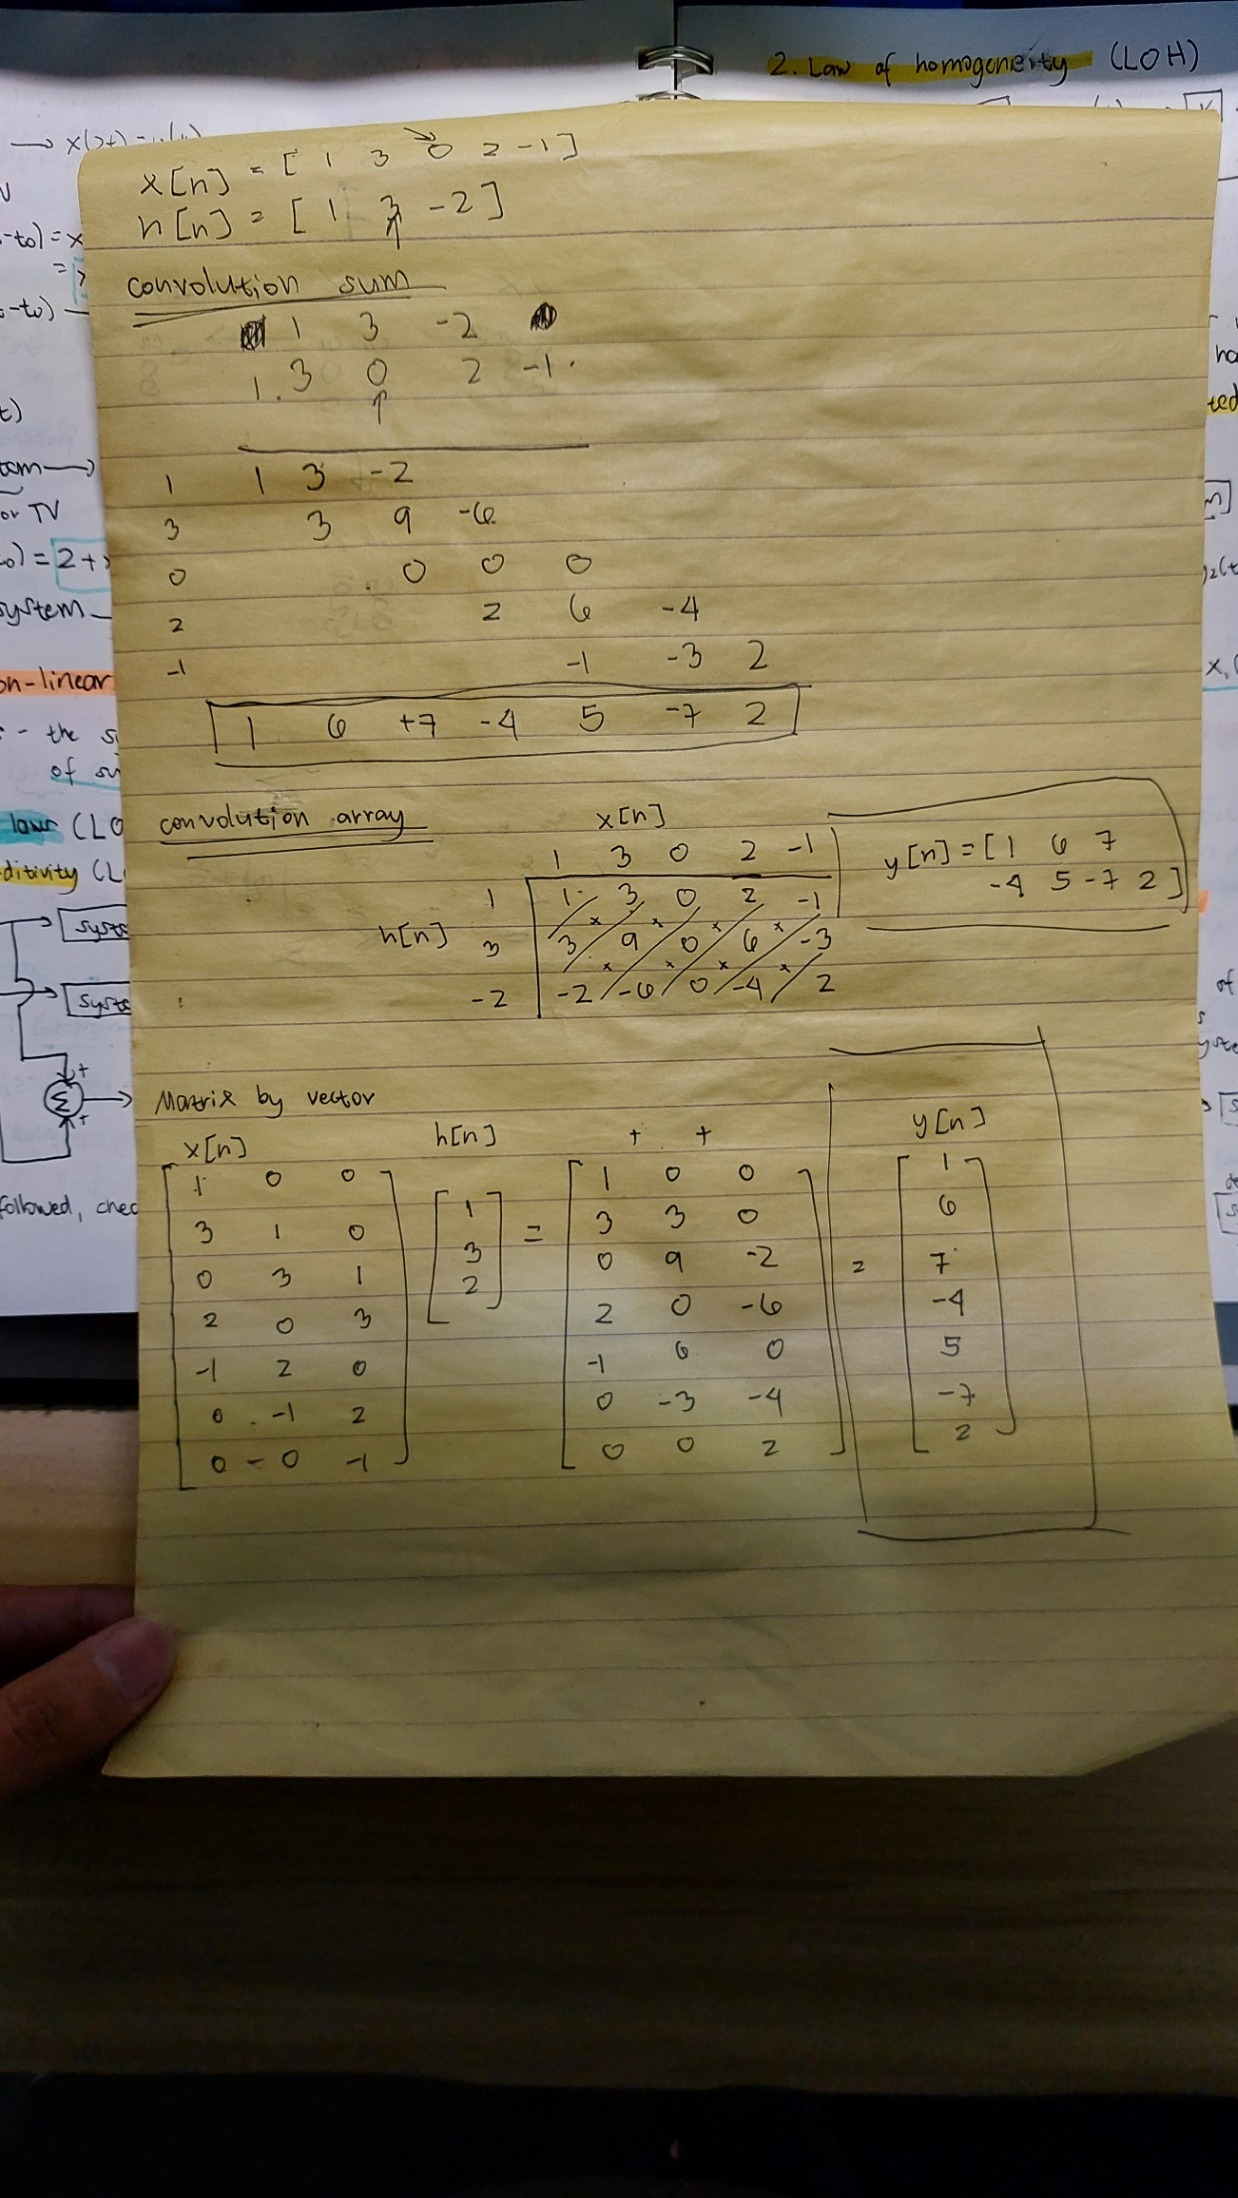 2. Law of homogeneity (LOH)
x[n] = [ 1 3 0 2 -1 ]
h[n] = [ 1 3 -2 ]
convolution sum
1 3 -2
1 3 0 2 -1
1 1 3 -2
3 3 9 -6
0 0 0 0
2 2 6 -4
-1 -1 -3 2
1 6 +7 -4 5 -7 2
convolution array
x[n]
1 3 0 2 -1
h[n]
1 1 3 0 2 -1
3 3 9 0 6 -3
-2 -2 -6 0 -4 2
y[n] = [ 1 6 7
-4 5 -7 2 ]
Matrix by vector
x[n] h[n] + + y[n]
1 0 0 1 1 0 0 1
3 1 0 3 = 3 3 0 6
0 3 1 2 0 9 -2 = 7
2 0 3 2 0 -6 -4
-1 2 0 -1 6 0 5
0 -1 2 0 -3 -4 -7
0 - 0 -1 0 0 2 2
or TV
system
on-linear
- the
of
law (LO
ditivity (L
Σ
+
+
followed, chec
of